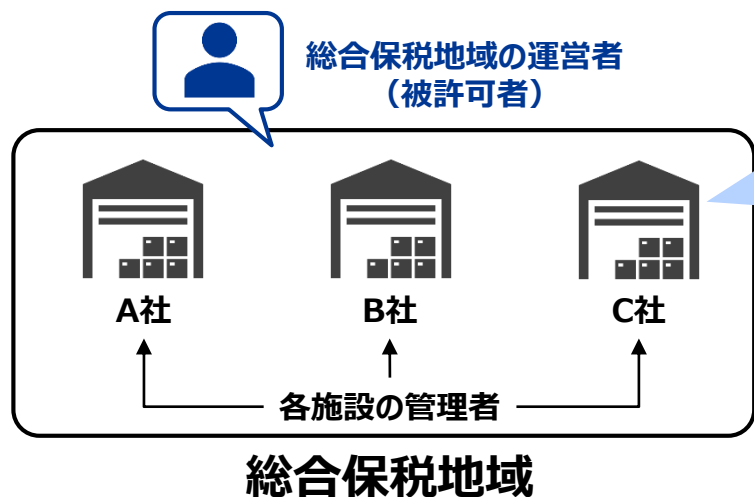 総合保税地域の運営者
（被許可者）
A社
B社
C社
各施設の管理者
総合保税地域